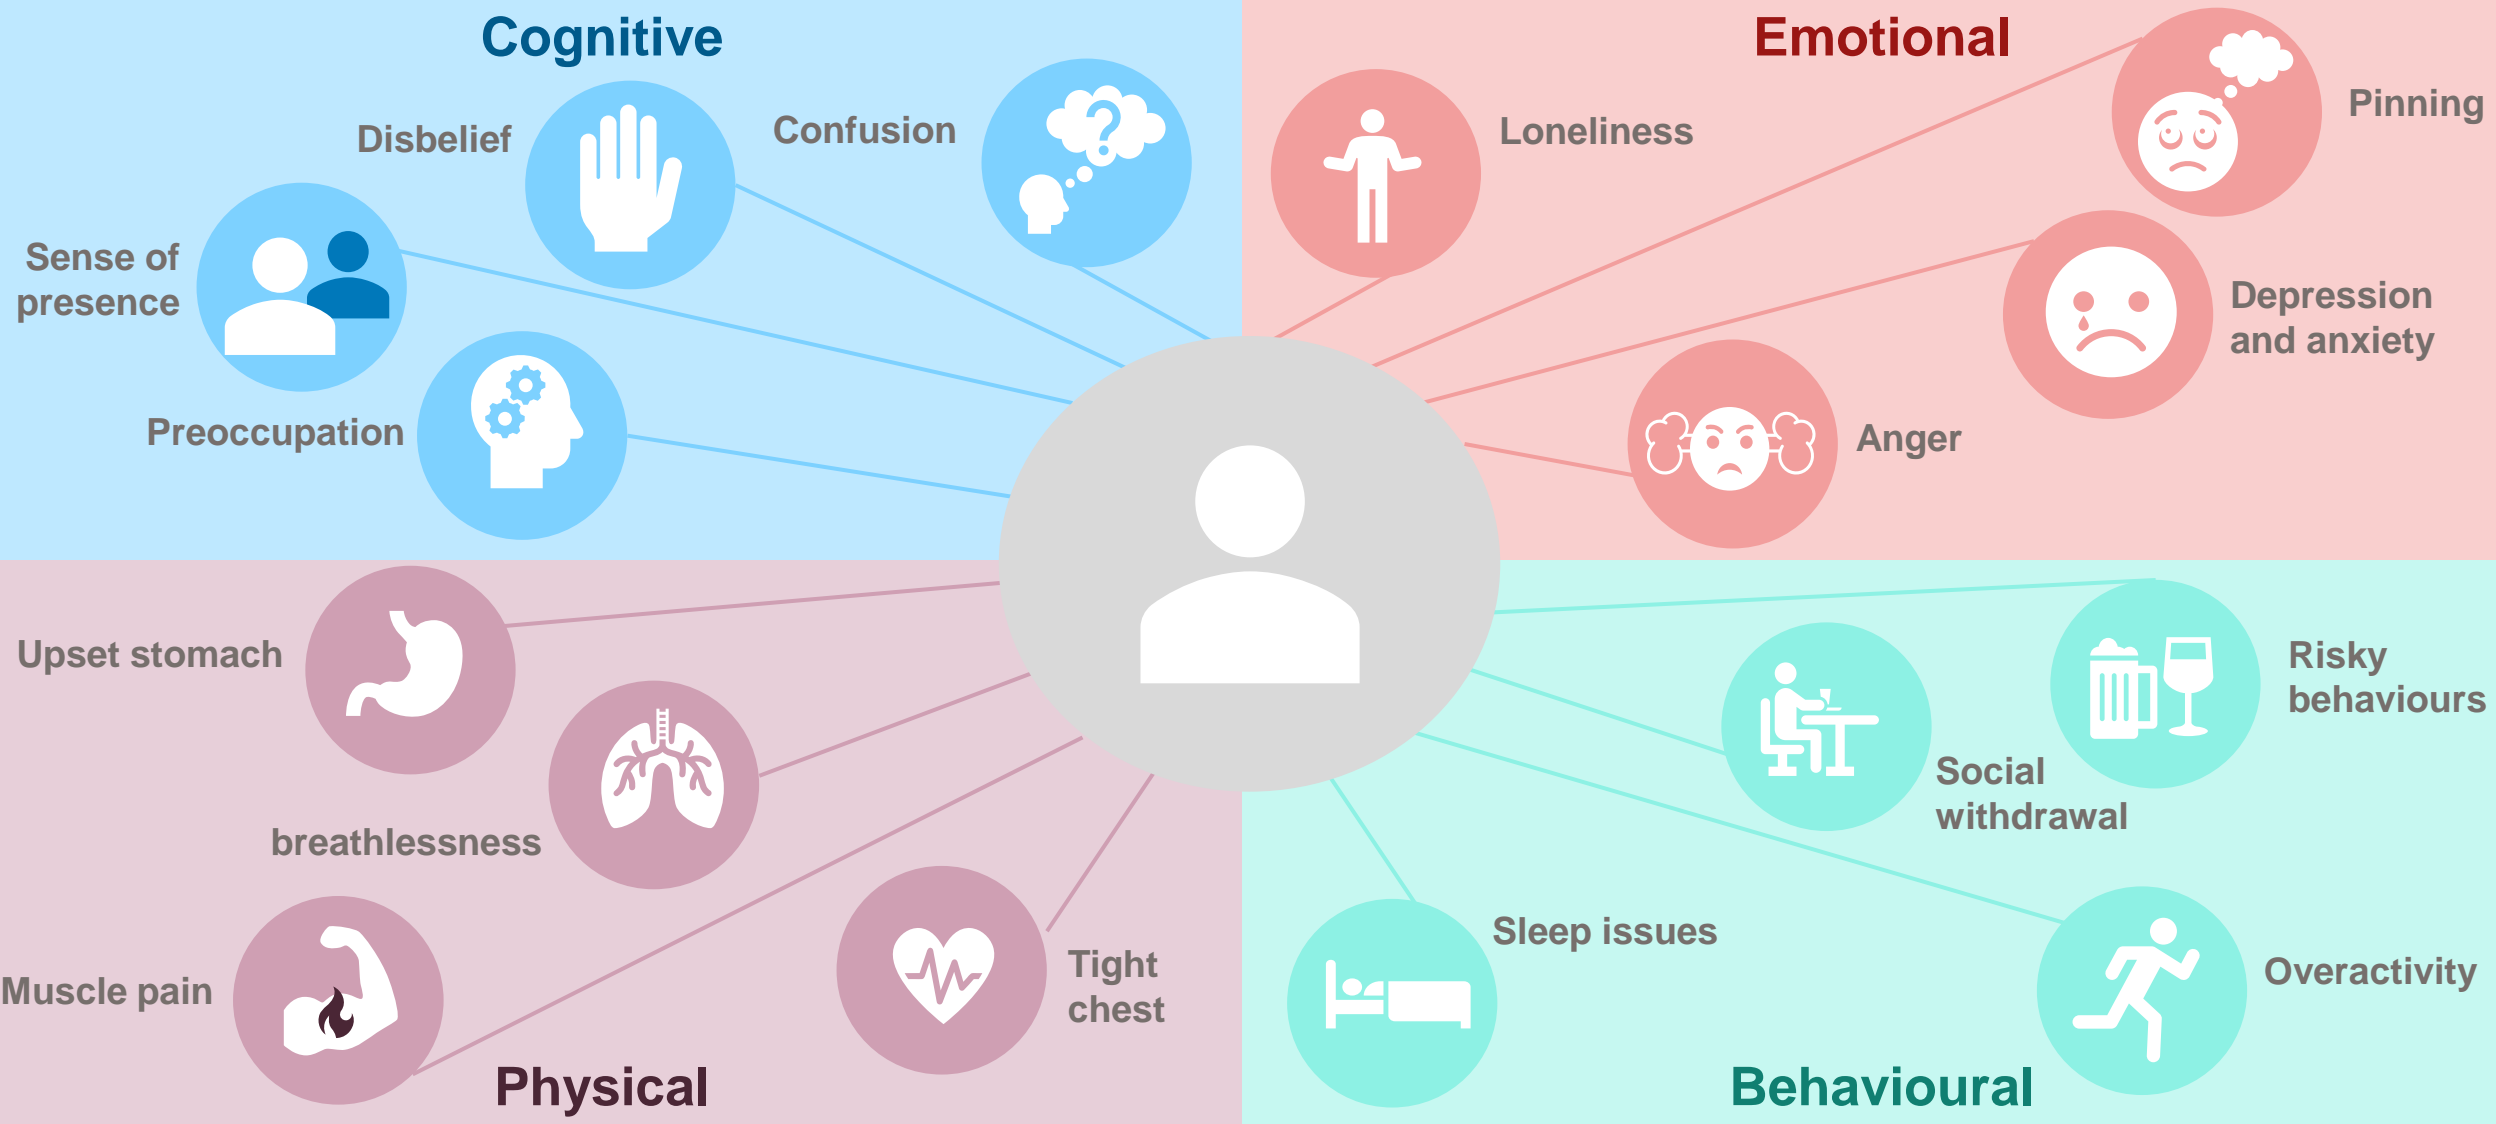 Cognitive
Disbelief
Confusion
Sense of
presence
Preoccupation
Emotional
Loneliness
Pinning
Depression
and anxiety
Anger
Upset stomach
breathlessness
Muscle pain
Tight
chest
Physical
Risky
behaviours
Social
withdrawal
Sleep issues
Overactivity
Behavioural